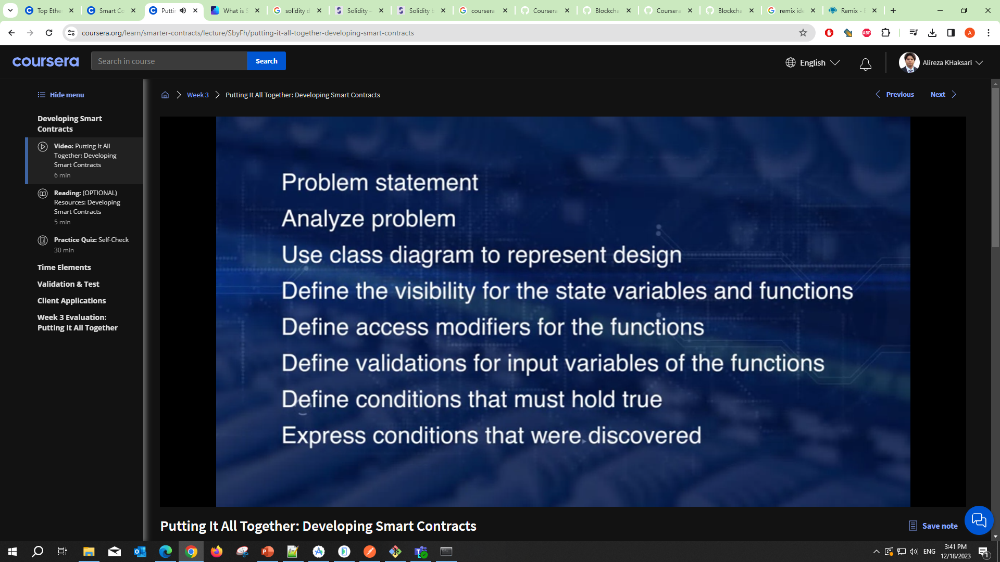 Top Ether
Smart Co
Puttin
What is S
solidity d
Solidity –
Solidity b
coursera
Coursera
Blockcha
Coursera
Blockcha
remix ide
Remix - E
coursera.org/learn/smarter-contracts/lecture/SbyFh/putting-it-all-together-developing-smart-contracts
ABP
A
coursera
Search in course
Search
English
Alireza KHaksari
Hide menu
Week 3
Putting It All Together: Developing Smart Contracts
Previous
Next
Developing Smart
Contracts
Video: Putting It All
Together: Developing
Smart Contracts
6 min
Reading: (OPTIONAL)
Resources: Developing
Smart Contracts
5 min
Practice Quiz: Self-Check
30 min
Time Elements
Validation & Test
Client Applications
Week 3 Evaluation:
Putting It All Together
Problem statement
Analyze problem
Use class diagram to represent design
Define the visibility for the state variables and functions
Define access modifiers for the functions
Define validations for input variables of the functions
Define conditions that must hold true
Express conditions that were discovered
Putting It All Together: Developing Smart Contracts
Save note
ENG
3:41 PM
12/18/2023
1